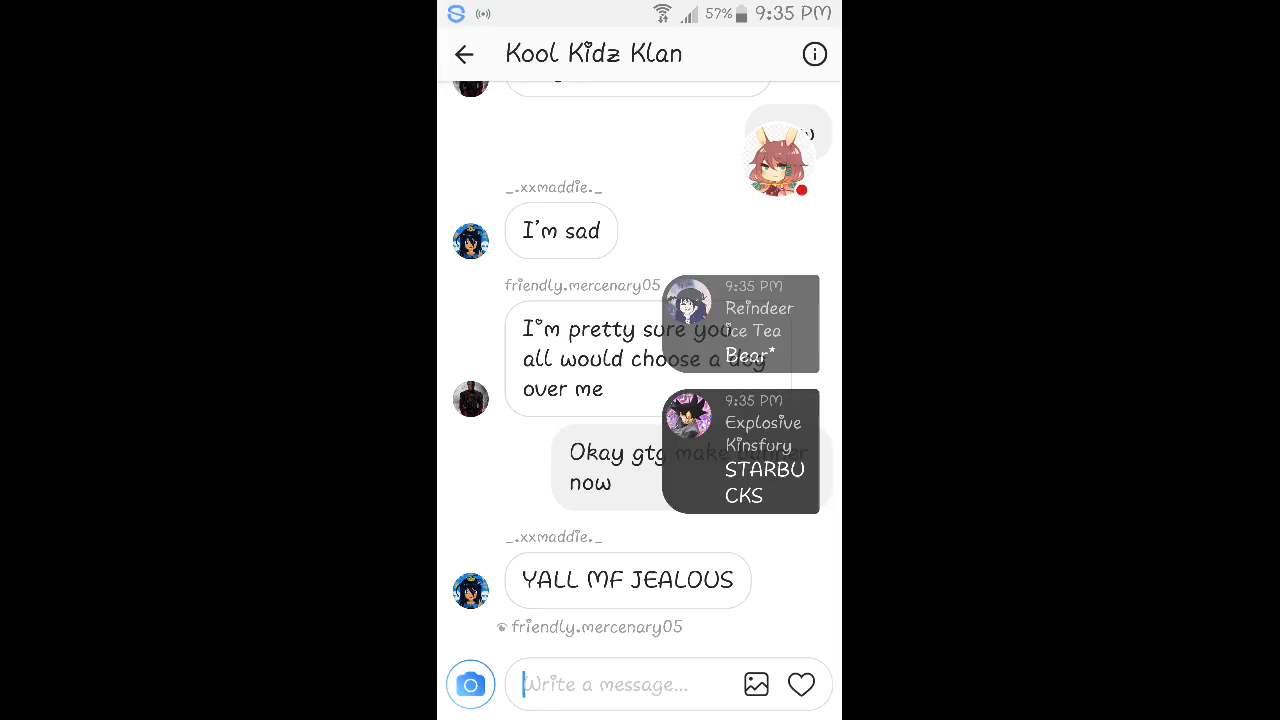 57% 9:35 PM
Kool Kidz Klan
_.xxmaddie._
I'm sad
friendly.mercenary05
I'm pretty sure you
all would choose a dog
over me
9:35 PM
Reindeer
ice Tea
Bear*
9:35 PM
Explosive
Kinsfury
STARBU
CKS
Okay gtg make dinner
now
_.xxmaddie._
YALL MF JEALOUS
friendly.mercenary05
Write a message...